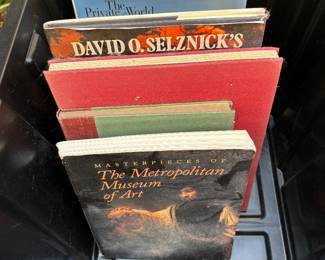 The
Private World
DAVID O. SELZNICK'S
MASTERPIECES OF
The Metropolitan
Museum
of Art